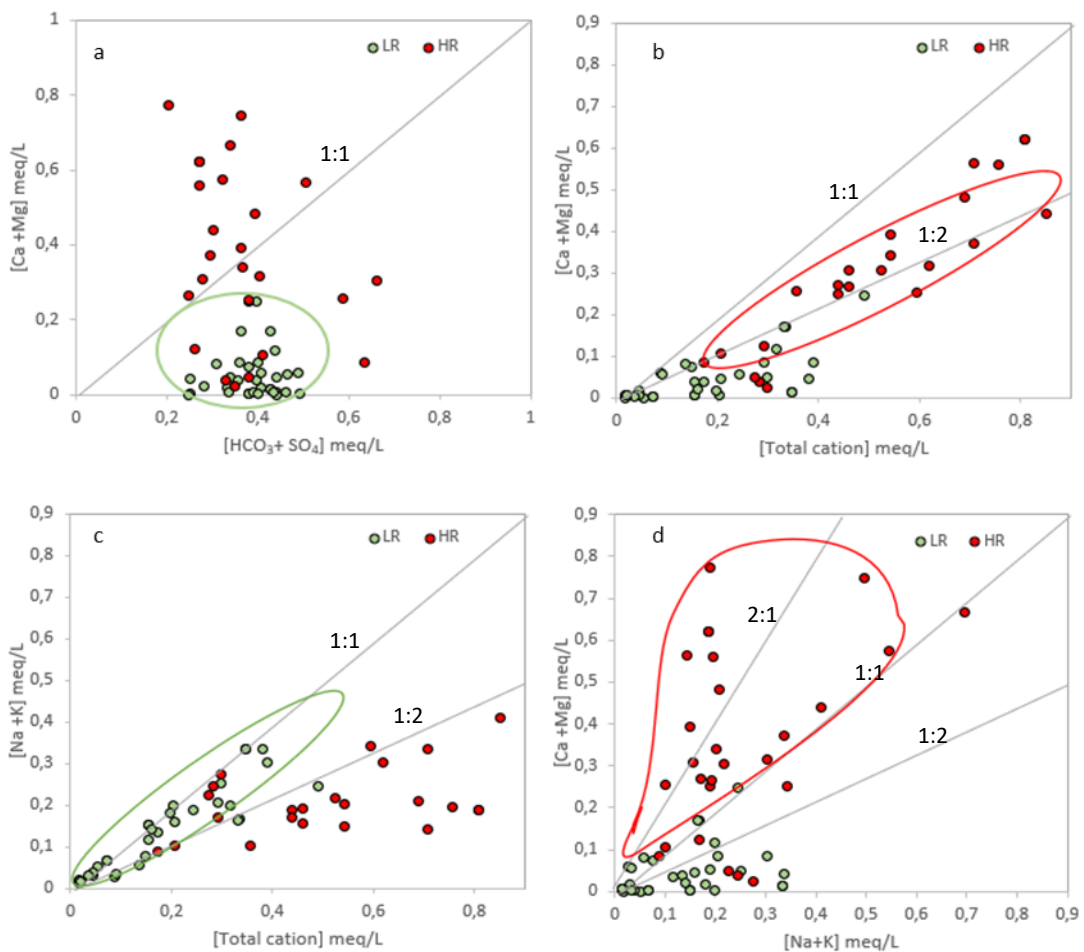 a
LR HR
1:1
[Ca +Mg] meq/L
1
0,8
0,6
0,4
0,2
0
0,2 0,4 0,6 0,8 1
[HCO₃+ SO₄] meq/L
b
LR HR
1:1
1:2
[Ca +Mg] meq/L
0,9
0,8
0,7
0,6
0,5
0,4
0,3
0,2
0,1
0
0 0,2 0,4 0,6 0,8
[Total cation] meq/L
c
LR HR
1:1
1:2
[Na +K] meq/L
0,9
0,8
0,7
0,6
0,5
0,4
0,3
0,2
0,1
0
0 0,2 0,4 0,6 0,8
[Total cation] meq/L
d
LR HR
2:1
1:1
1:2
[Ca+Mg] meq/L
0,9
0,8
0,7
0,6
0,5
0,4
0,3
0,2
0,1
0
0 0,1 0,2 0,3 0,4 0,5 0,6 0,7 0,8 0,9
[Na+K] meq/L